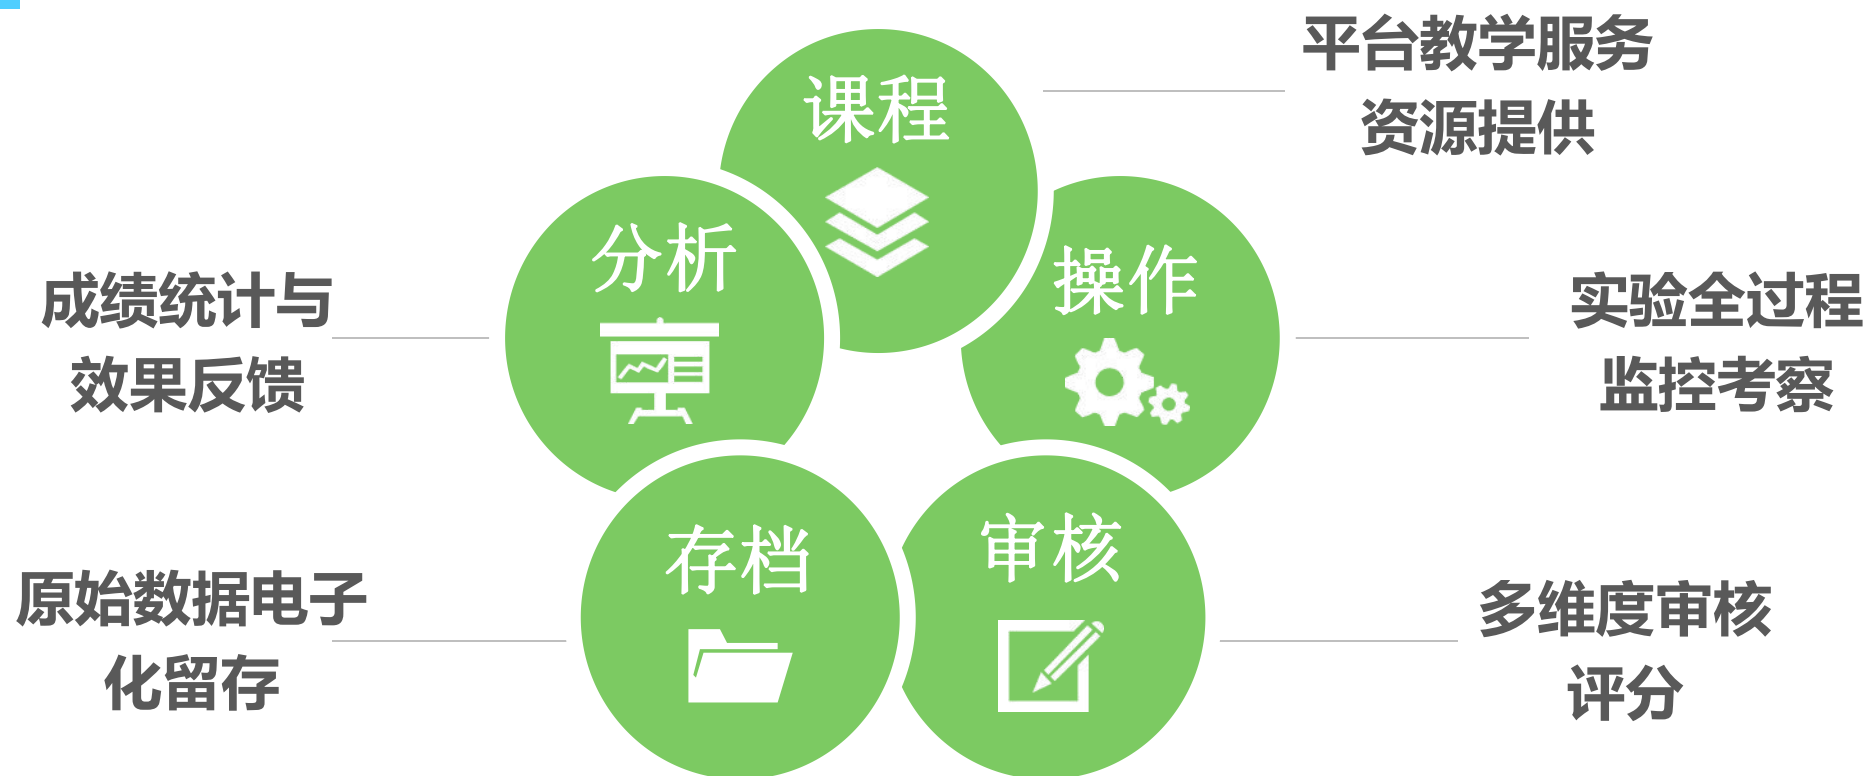 课程
平台教学服务
资源提供
操作
实验全过程
监控考察
审核
多维度审核
评分
存档
原始数据电子
化留存
分析
成绩统计与
效果反馈